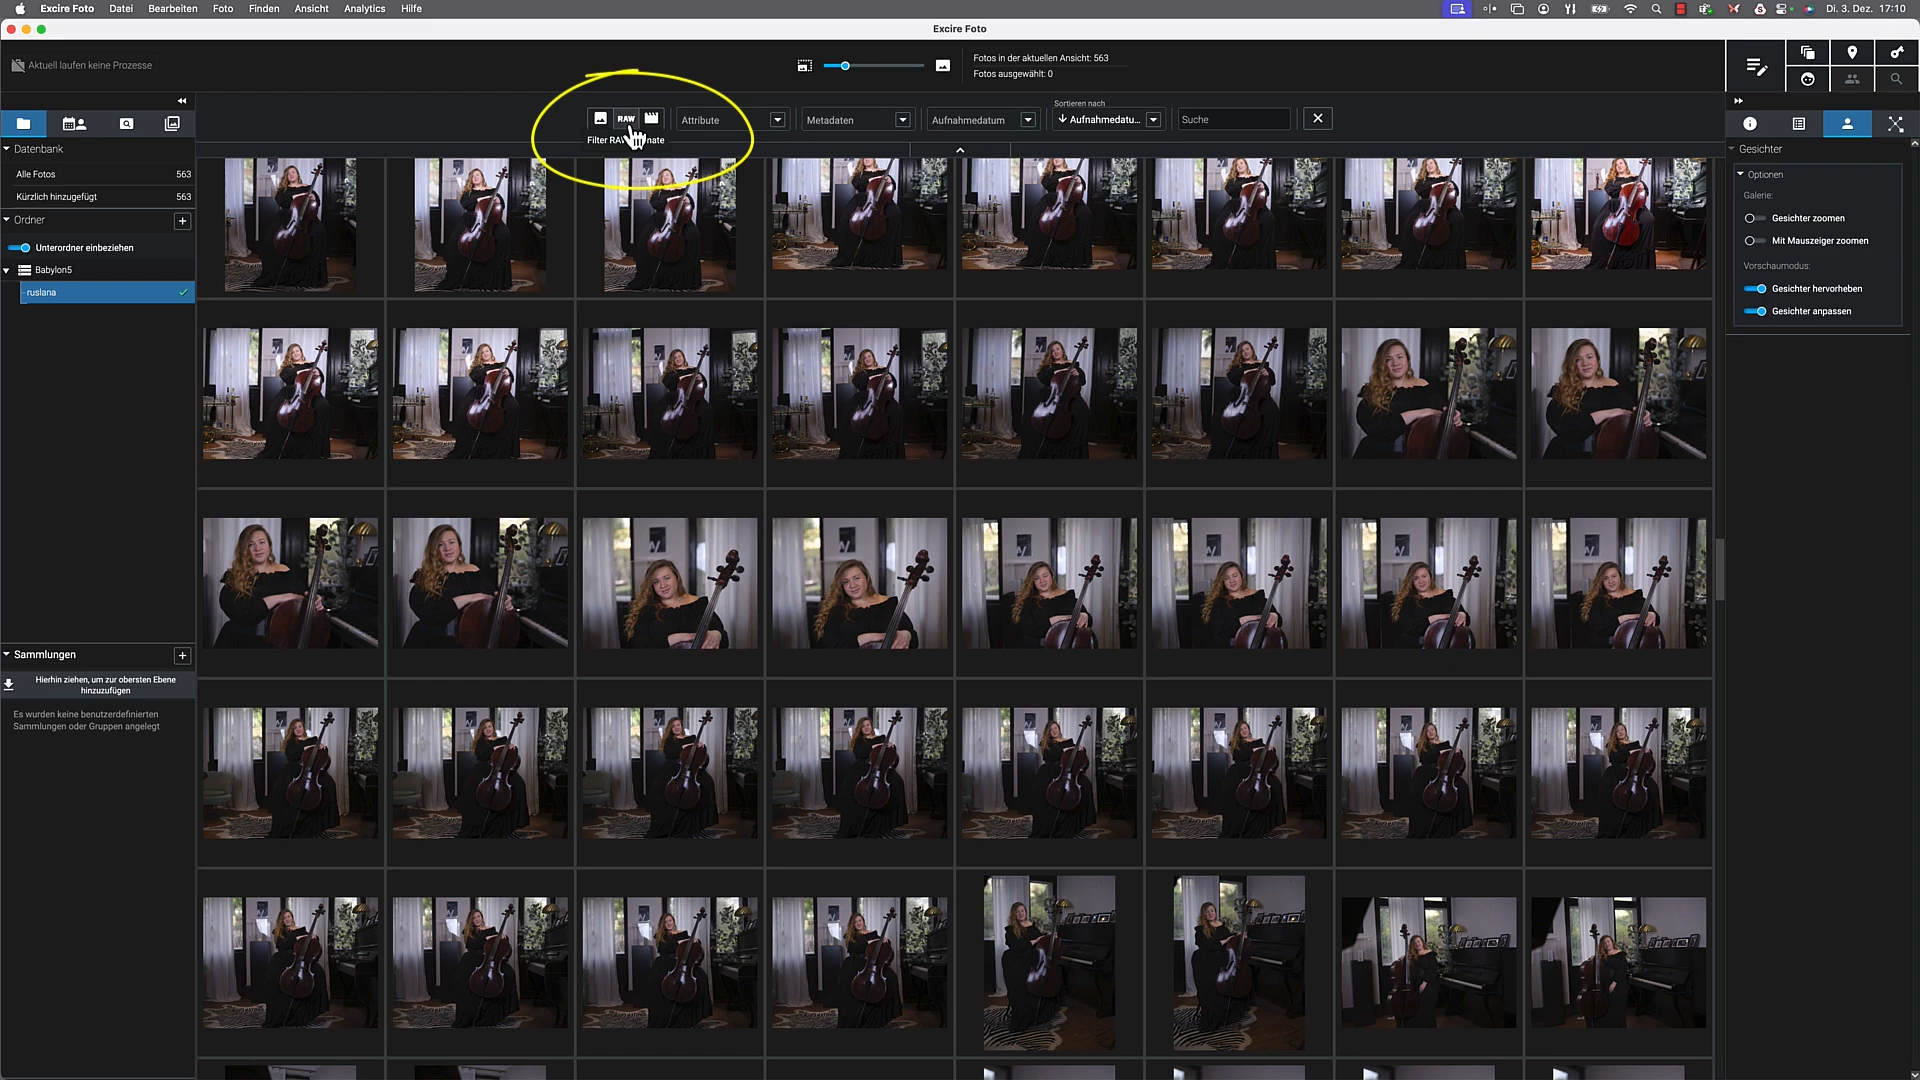 Excire Foto Datei Bearbeiten Foto Finden Ansicht Analytics Hilfe Di. 3. Dez. 17:10
Excire Foto
Aktuell laufen keine Prozesse
Fotos in der aktuellen Ansicht: 563
Fotos ausgewählt: 0
Sortieren nach
RAW Attribute Metadaten Aufnahmedatum Aufnahmedatu... Suche
Filter RA nate
Datenbank
Alle Fotos 563
Kürzlich hinzugefügt 563
Ordner
Unterordner einbeziehen
Babylon5
ruslana
Sammlungen
Hierhin ziehen, um zur obersten Ebene
hinzuzufügen
Es wurden keine benutzerdefinierten
Sammlungen oder Gruppen angelegt
Gesichter
Optionen
Galerie:
Gesichter zoomen
Mit Mauszeiger zoomen
Vorschaumodus:
Gesichter hervorheben
Gesichter anpassen